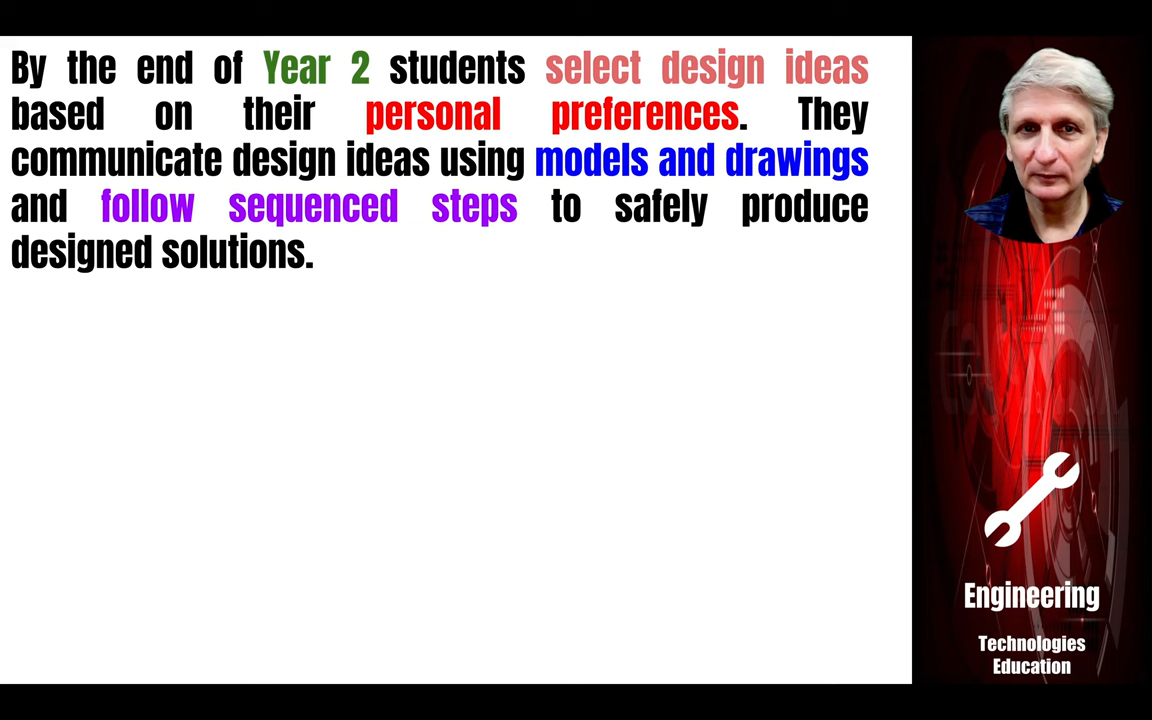 By the end of Year 2 students select design ideas
based on their personal preferences. They
communicate design ideas using models and drawings
and follow sequenced steps to safely produce
designed solutions.
Engineering
Technologies
Education